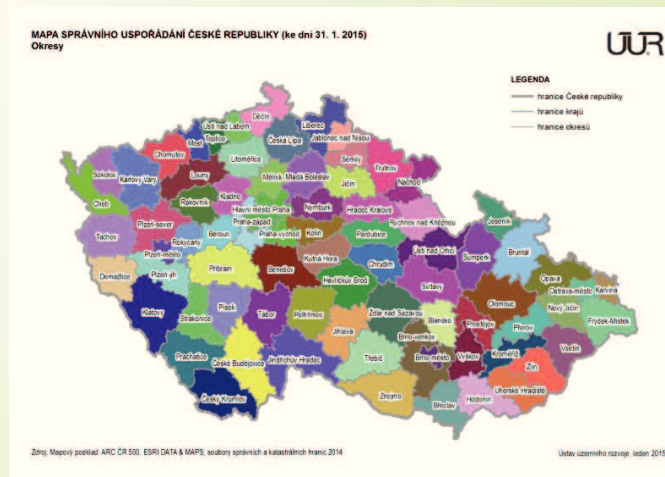 MAPA SPRÁVNÍHO USPOŘÁDÁNÍ ČESKÉ REPUBLIKY (ke dni 31. 1. 2015)
Okresy
ÚÚR
LEGENDA
hranice České republiky
hranice krajů
hranice okresů
Děčín
Liberec
Ústí nad Labem
Teplice
Česká Lípa
Jablonec nad Nisou
Most
Chomutov
Litoměřice
Semily
Trutnov
Sokolov
Karlovy Vary
Louny
Mělník
Mladá Boleslav
Jičín
Náchod
Cheb
Rakovník
Kladno
Nymburk
Hradec Králové
Hlavní město Praha
Rychnov nad Kněžnou
Jeseník
Tachov
Plzeň-sever
Beroun
Praha-západ
Praha-východ
Kolín
Pardubice
Rokycany
Ústí nad Orlicí
Šumperk
Bruntál
Plzeň-město
Kutná Hora
Chrudim
Domažlice
Plzeň-jih
Příbram
Benešov
Havlíčkův Brod
Svitavy
Opava
Karviná
Ostrava-město
Olomouc
Nový Jičín
Frýdek-Místek
Klatovy
Strakonice
Písek
Tábor
Pelhřimov
Žďár nad Sázavou
Blansko
Prostějov
Přerov
Jihlava
Brno-venkov
Vsetín
Prachatice
České Budějovice
Jindřichův Hradec
Třebíč
Brno-město
Vyškov
Kroměříž
Zlín
Český Krumlov
Znojmo
Břeclav
Hodonín
Uherské Hradiště
Zdroj: Mapový podklad: ARC ČR 500, ESRI DATA & MAPS, soubory správních a katastrálních hranic 2014
Ústav územního rozvoje, leden 2015